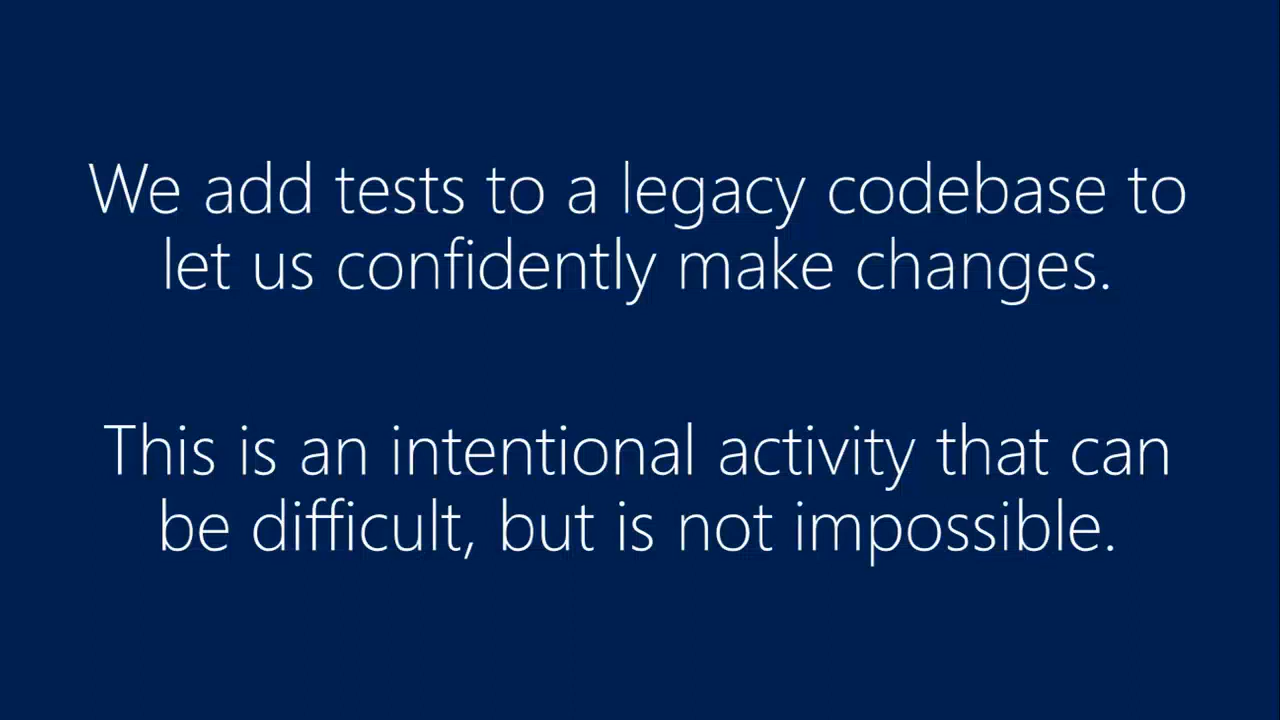 We add tests to a legacy codebase to
let us confidently make changes.
This is an intentional activity that can
be difficult, but is not impossible.